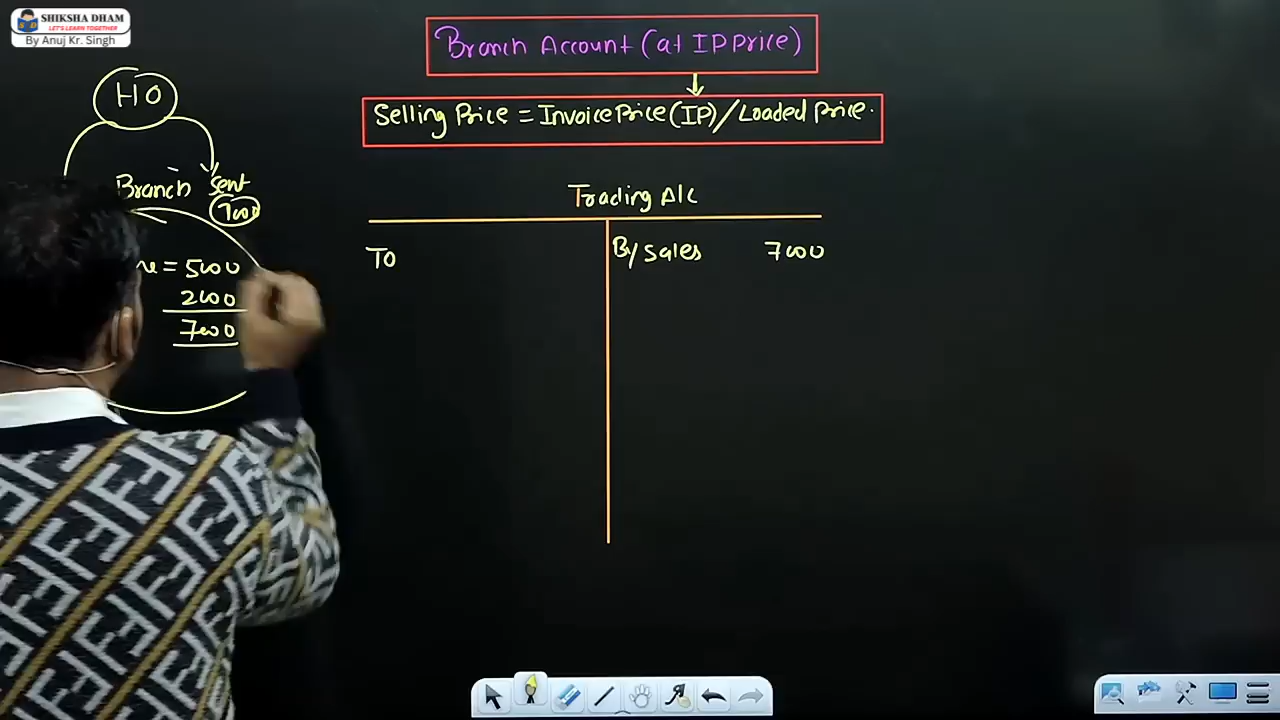 SHIKSHA DHAM
LET'S LEARN TOGETHER
By Anuj Kr. Singh
Branch Account (at IP Price)
Selling Price = Invoice Price (IP) / Loaded Price.
HO
Branch Sent
7000
= 5000
2000
7000
Trading A/c
To By Sales 7000